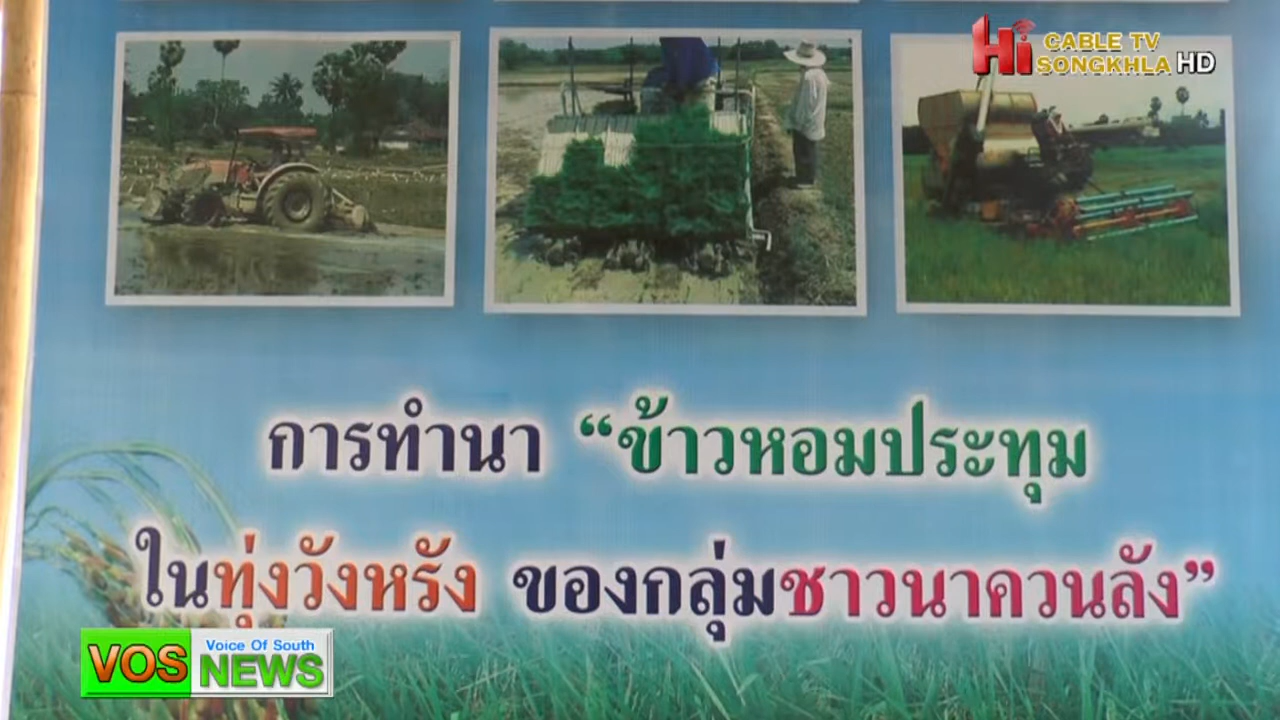 Hi CABLE TV
SONGKHLA HD
การทำนา “ข้าวหอมประทุม
ในทุ่งวังหรัง ของกลุ่มชาวนาควนลัง”
VOS Voice Of South
NEWS